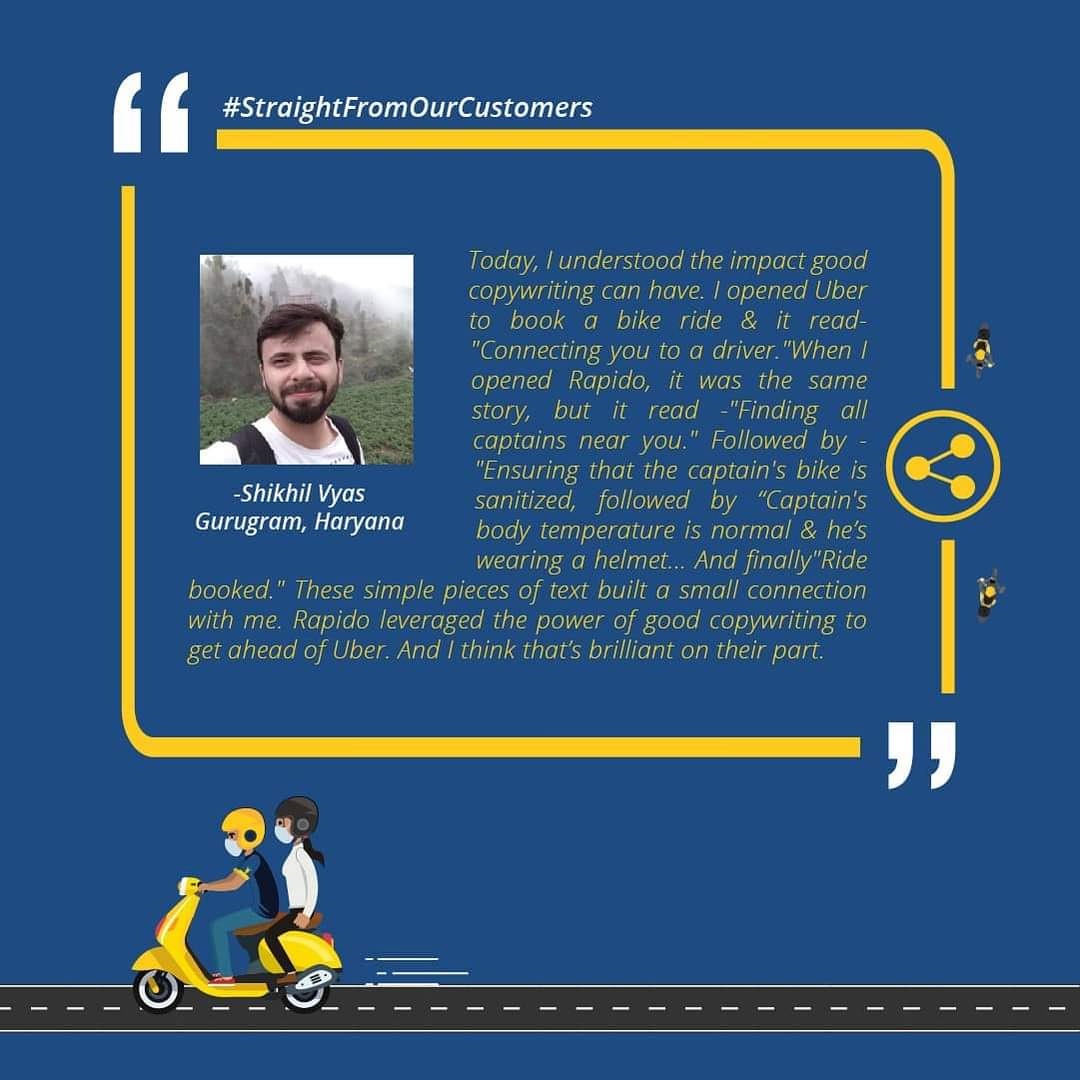 #StraightFromOurCustomers
-Shikhil Vyas
Gurugram, Haryana
Today, I understood the impact good
copywriting can have. I opened Uber
to book a bike ride & it read-
"Connecting you to a driver."When I
opened Rapido, it was the same
story, but it read -"Finding all
captains near you." Followed by -
"Ensuring that the captain's bike is
sanitized, followed by “Captain's
body temperature is normal & he’s
wearing a helmet... And finally"Ride
booked." These simple pieces of text built a small connection
with me. Rapido leveraged the power of good copywriting to
get ahead of Uber. And I think that’s brilliant on their part.